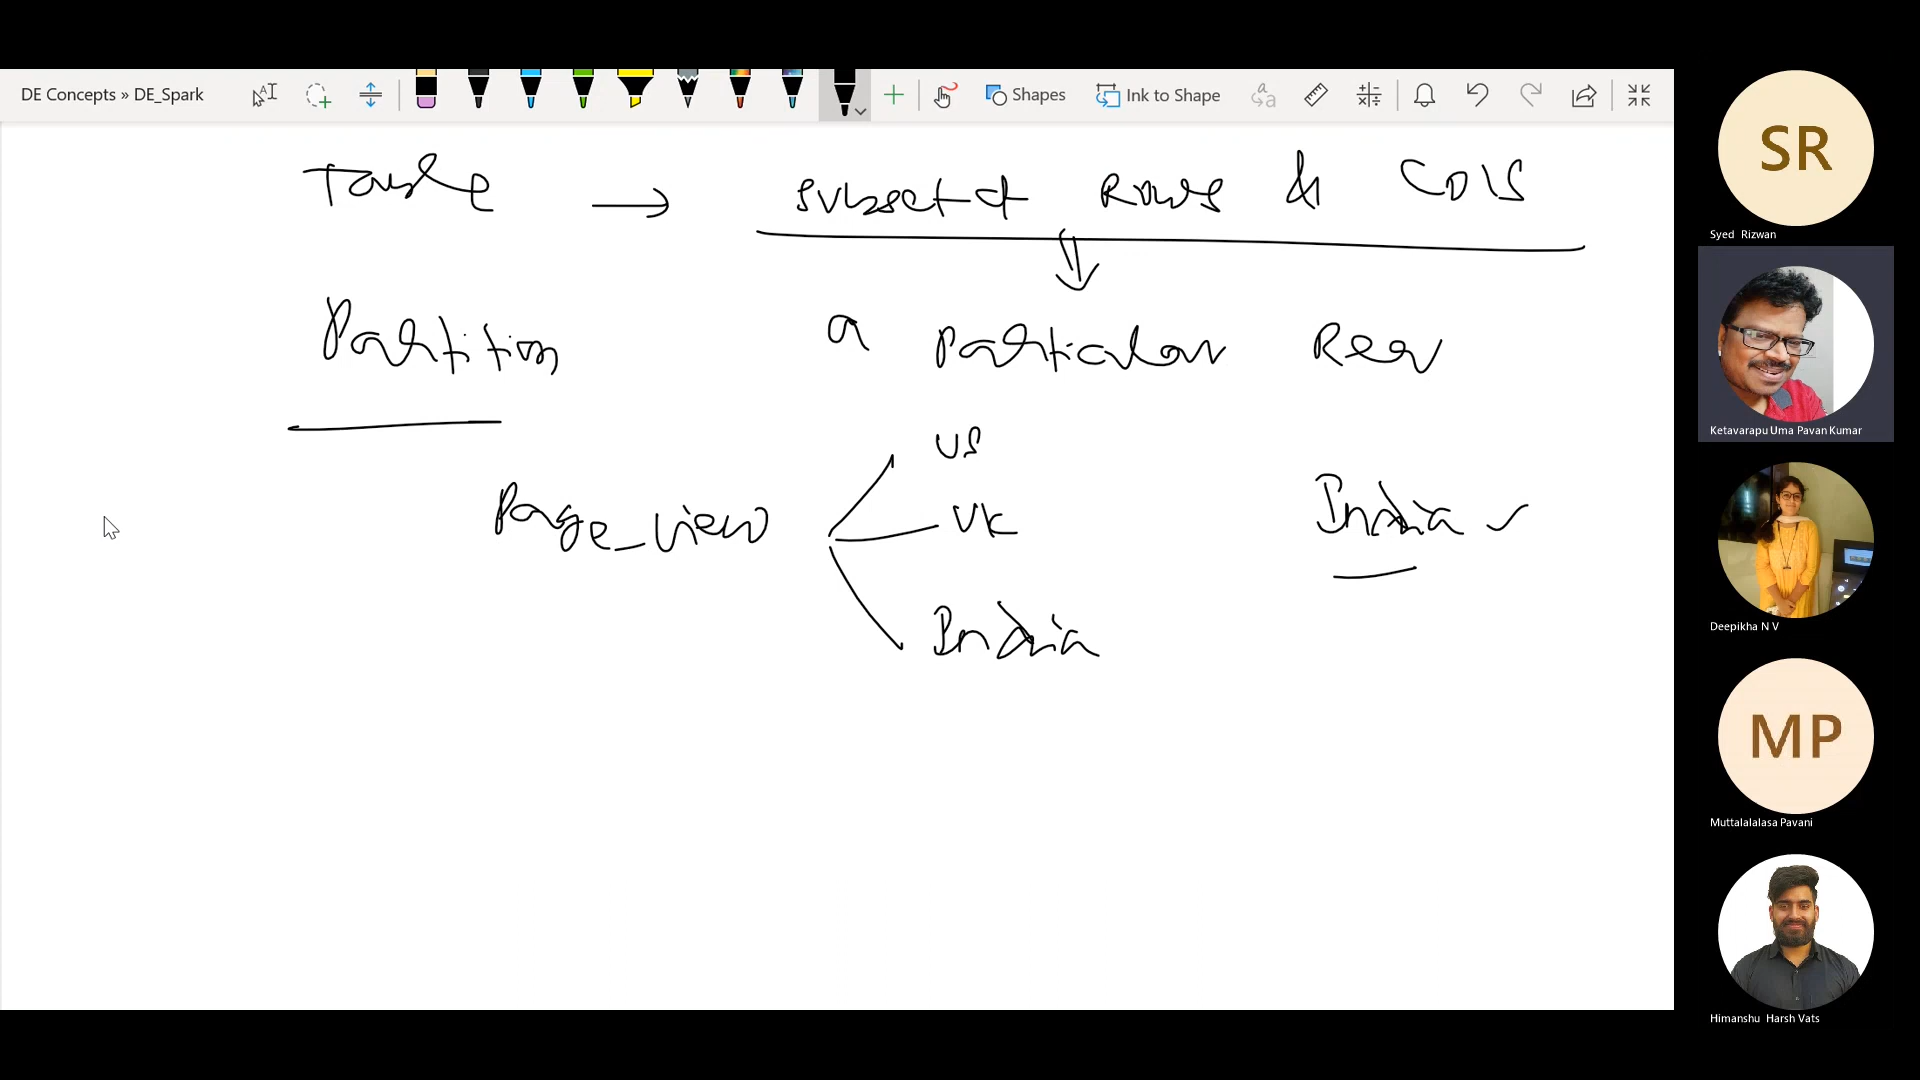 DE Concepts » DE_Spark
Shapes
Ink to Shape
Table → subset of Rows & Cols
Partition a Particular Rer
US
Page_view UK India ✓
India
SR
Syed Rizwan
Ketavarapu Uma Pavan Kumar
Deepikha N V
MP
Muttalalalasa Pavani
Himanshu Harsh Vats